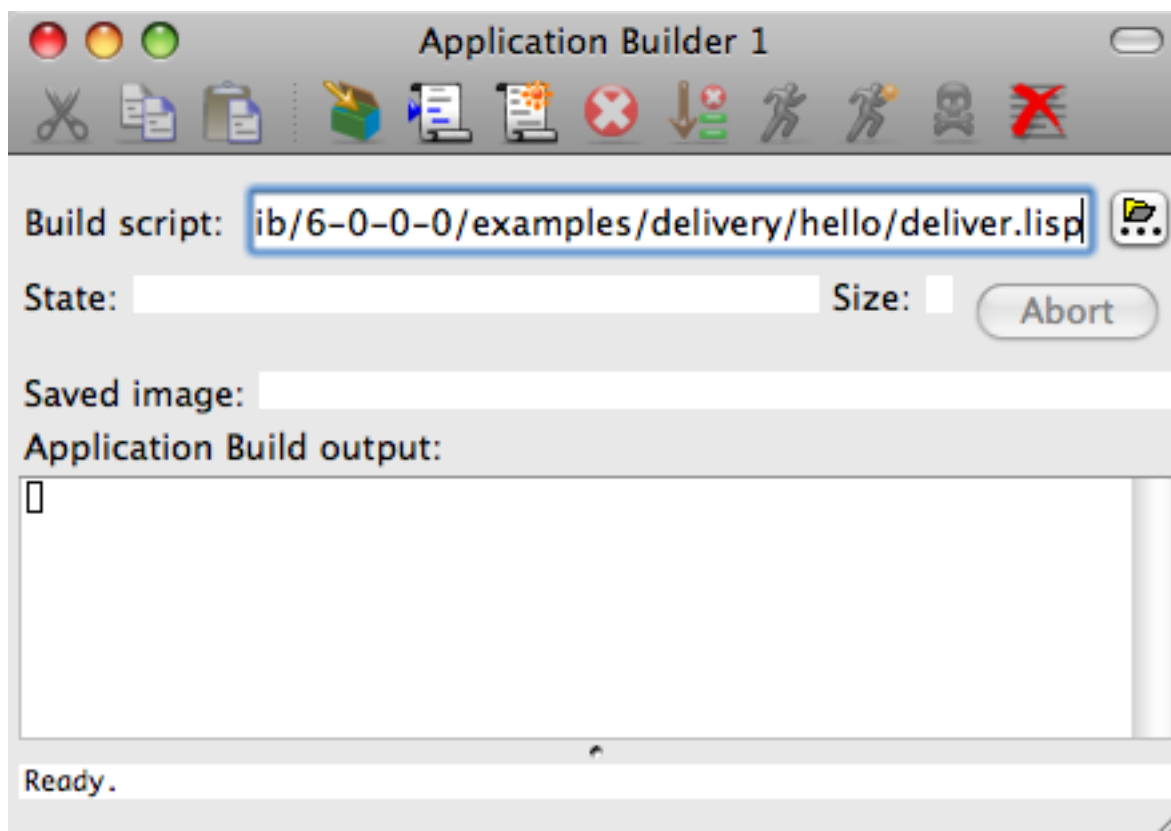 Application Builder 1
Build script: ib/6-0-0-0/examples/delivery/hello/deliver.lisp
State: Size: Abort
Saved image:
Application Build output:
Ready.